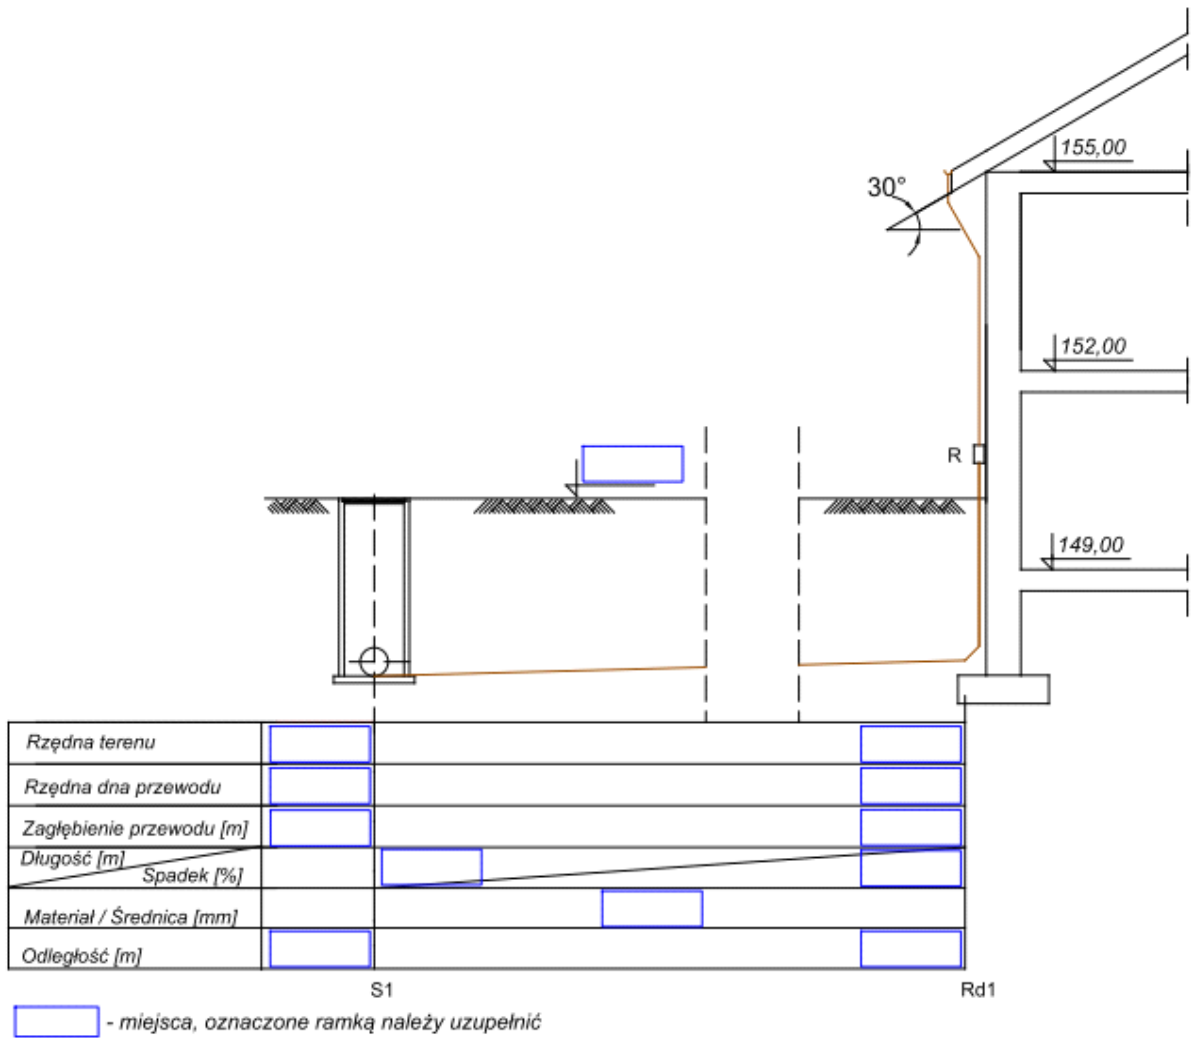 155,00
30°
152,00
R
149,00
Rzędna terenu
Rzędna dna przewodu
Zagłębienie przewodu [m]
Długość [m]
Spadek [%]
Materiał / Średnica [mm]
Odległość [m]
S1 Rd1
- miejsca, oznaczone ramką należy uzupełnić